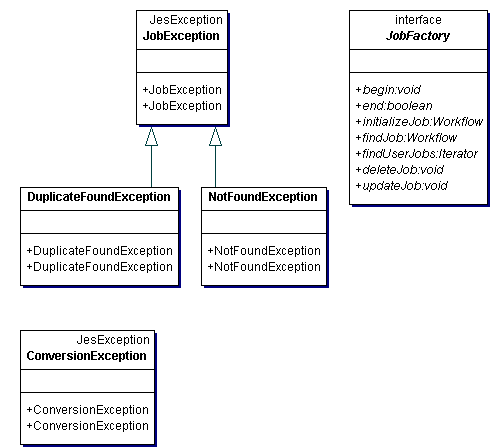 JesException
JobException
+JobException
+JobException
interface
JobFactory
+begin:void
+end:boolean
+initializeJob:Workflow
+findJob:Workflow
+findUserJobs:Iterator
+deleteJob:void
+updateJob:void
DuplicateFoundException
+DuplicateFoundException
+DuplicateFoundException
NotFoundException
+NotFoundException
+NotFoundException
JesException
ConversionException
+ConversionException
+ConversionException